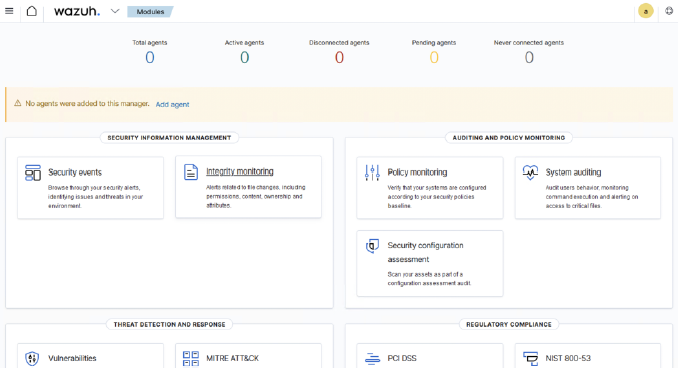 wazuh. Modules a
Total agents Active agents Disconnected agents Pending agents Never connected agents
0 0 0 0 0
No agents were added to this manager. Add agent
SECURITY INFORMATION MANAGEMENT
Security events
Browse through your security alerts,
identifying issues and threats in your
environment.
Integrity monitoring
Alerts related to file changes, including
permissions, content, ownership and
attributes.
AUDITING AND POLICY MONITORING
Policy monitoring
Verify that your systems are configured
according to your security policies
baseline.
System auditing
Audit users behavior, monitoring
command execution and alerting on
access to critical files.
Security configuration
assessment
Scan your assets as part of a
configuration assessment audit.
THREAT DETECTION AND RESPONSE
Vulnerabilities
MITRE ATT&CK
REGULATORY COMPLIANCE
PCI DSS
NIST 800-53